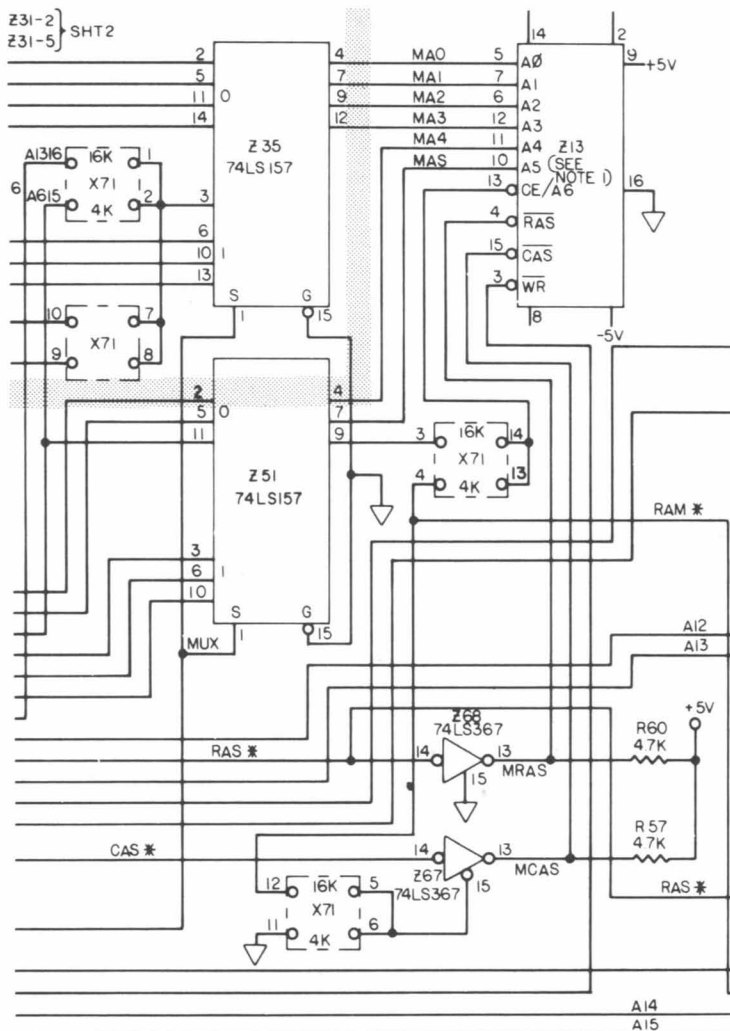 Z31-2
Z31-5
SHT2
14 2
2 4 MA0 5 A0 9 +5V
5 7 MA1 7 A1
11 0 9 MA2 6 A2
14 12 MA3 12 A3
Z35 MA4 11 A4 Z13
74LS157 MAS 10 A5 (SEE NOTE 1)
A13 16 16K 1
6 X71
A6 15 4K 2 3
13 CE/A6 16
4 RAS
6
10 1
13
15 CAS
3 WR
S G
1 15
8 -5V
10 7
X71
9 8
2 4
5 0 7
11 9 3 16K 14
X71
4 4K 13
Z51
74LS157
RAM *
3
6 1
10
S G
MUX 1 15
A12
A13
Z68
74LS367
RAS * 14 13
15
MRAS
+5V
R60
4.7K
CAS * 14 13
Z67 15
74LS367
MCAS
R57
4.7K
RAS *
12 16K 5
X71
11 4K 6
A14
A15